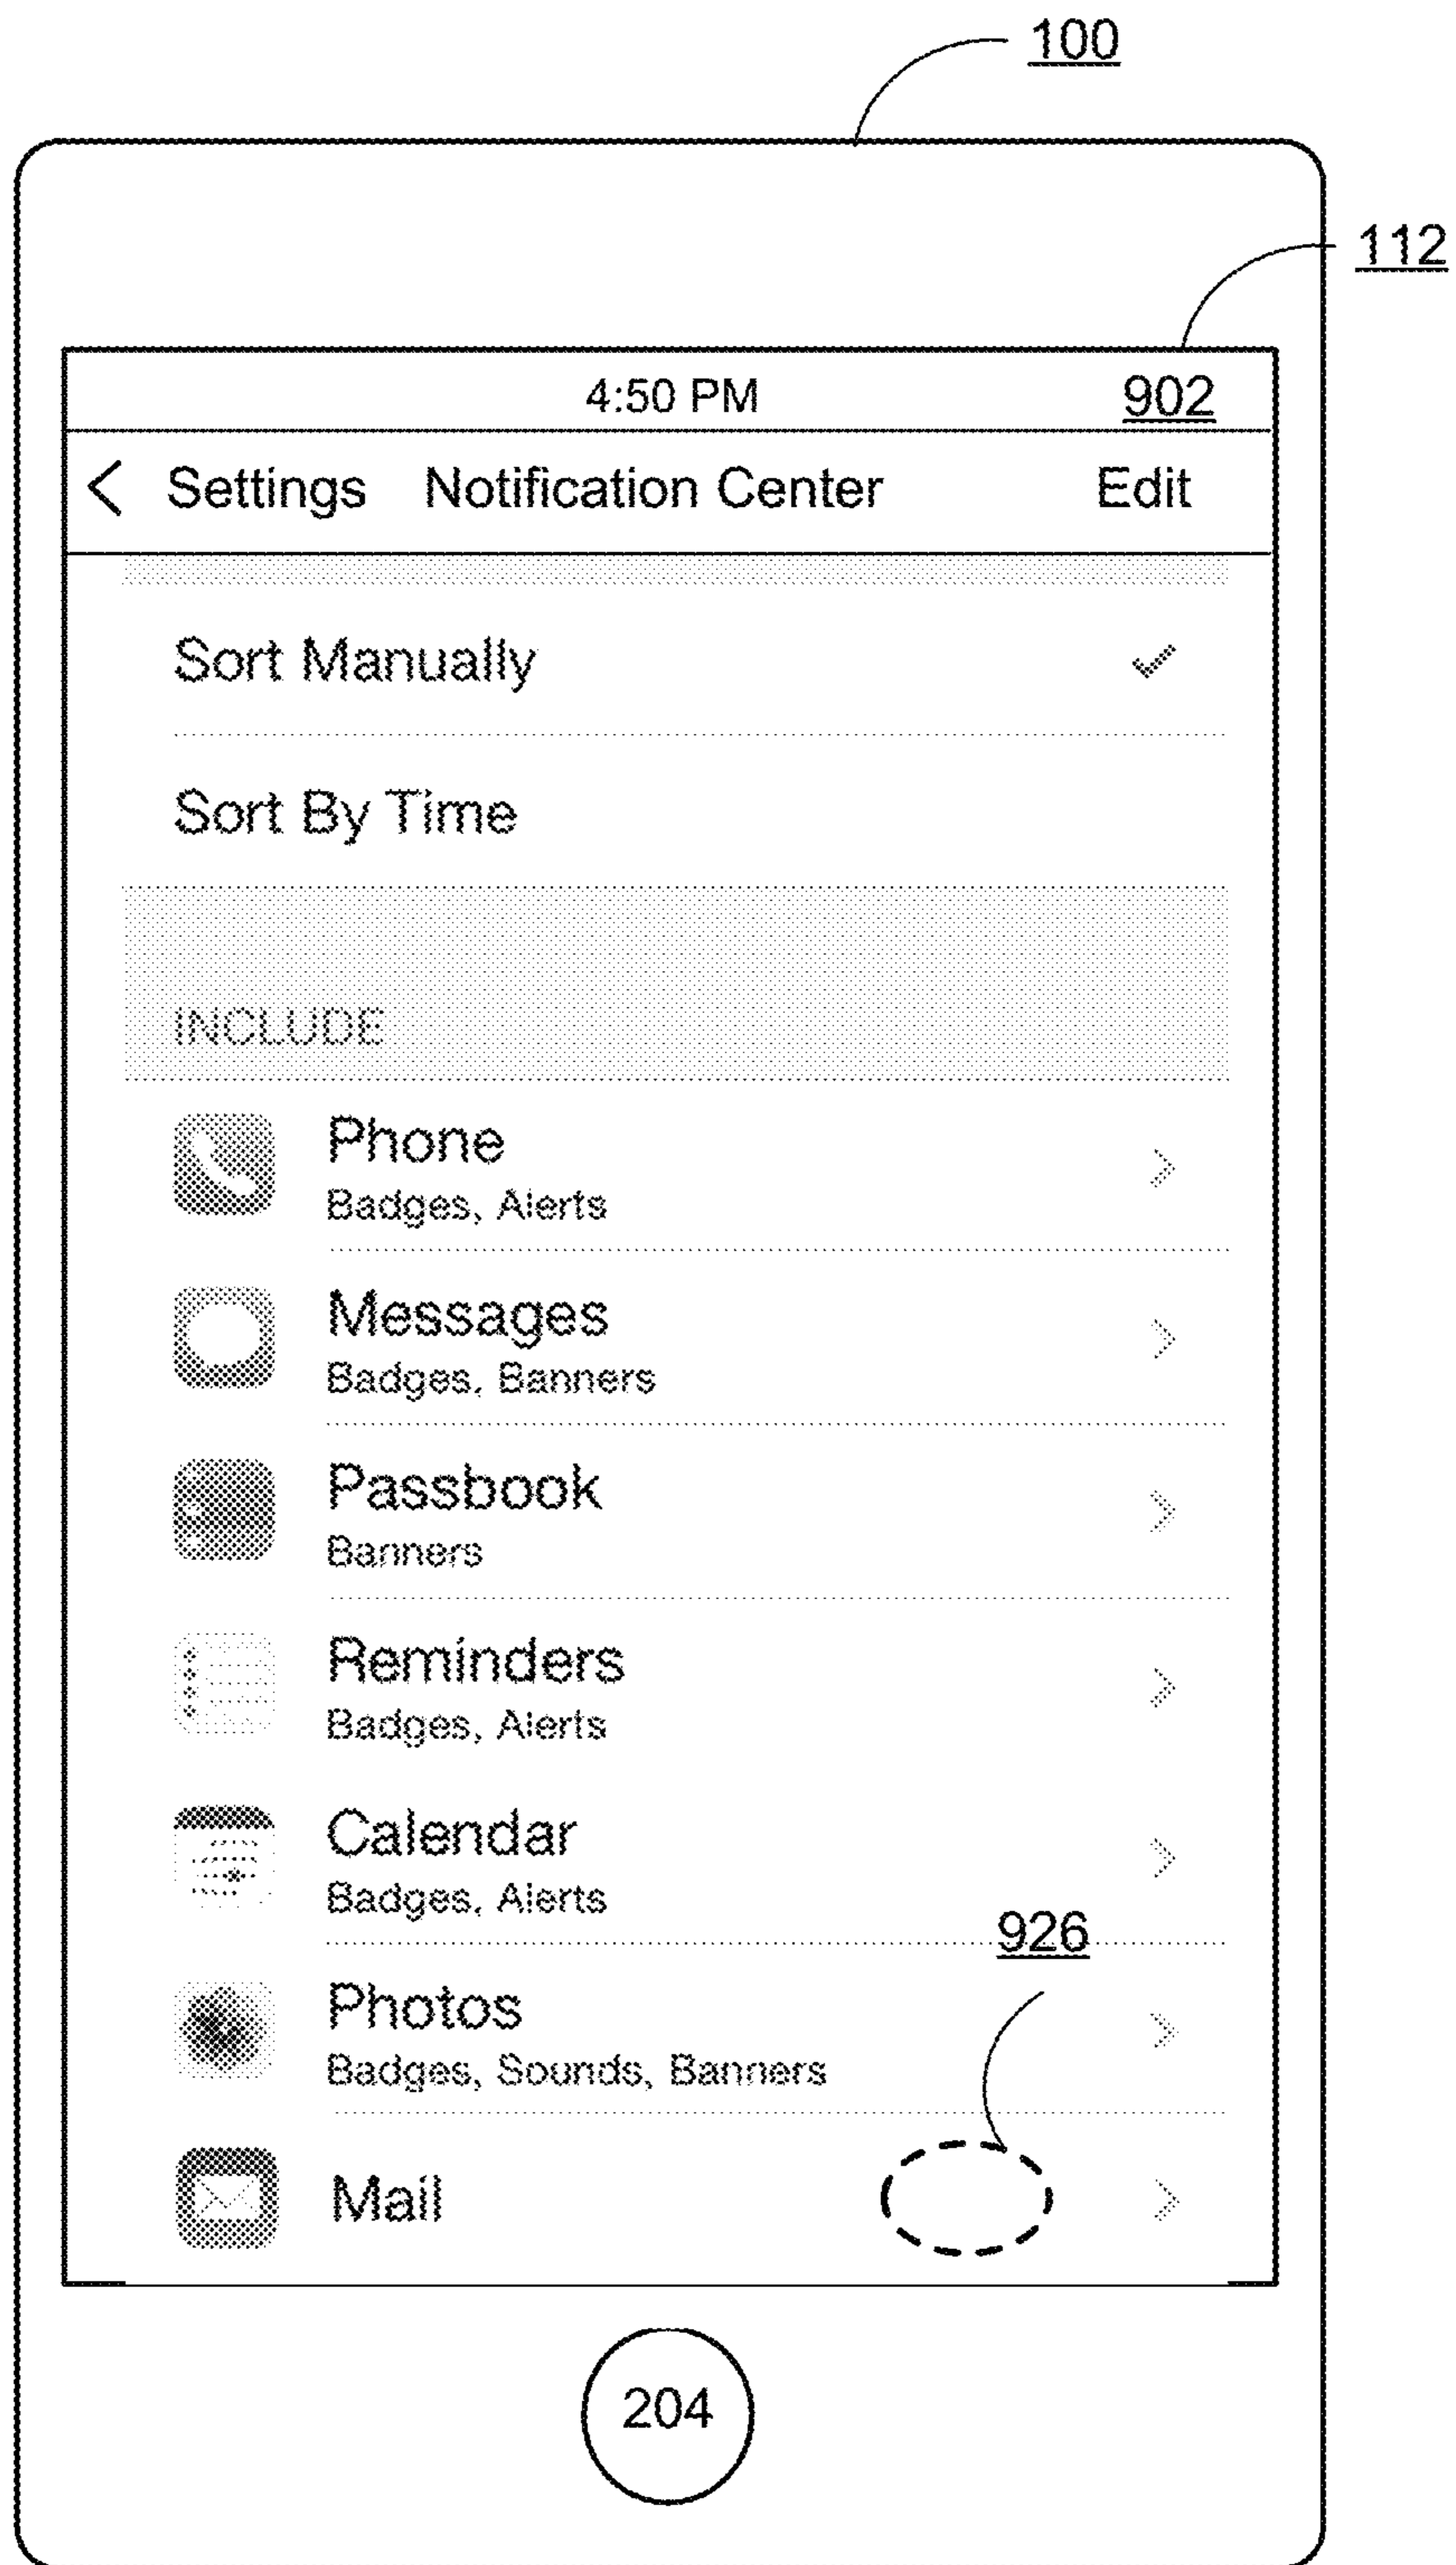 100
112
4:50 PM 902
< Settings Notification Center Edit
Sort Manually
Sort By Time
INCLUDE
Phone
Badges, Alerts
Messages
Badges, Banners
Passbook
Banners
Reminders
Badges, Alerts
Calendar
Badges, Alerts
926
Photos
Badges, Sounds, Banners
Mail
204